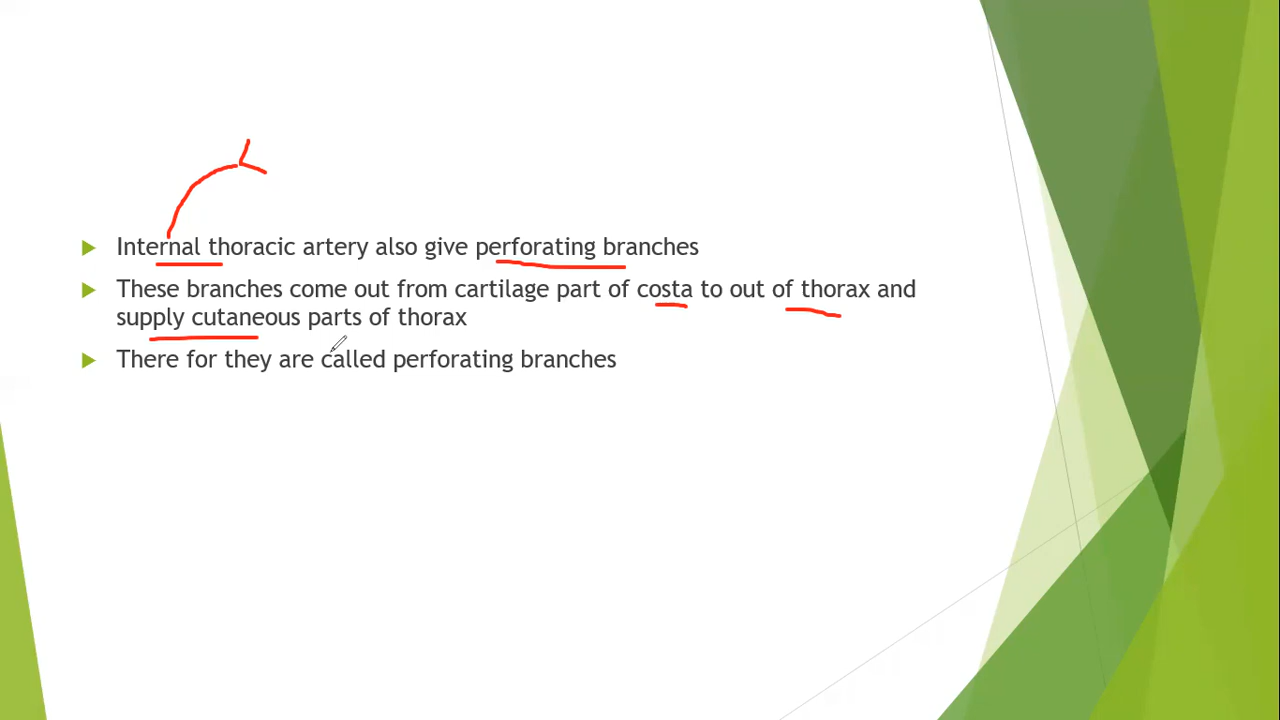 Internal thoracic artery also give perforating branches
These branches come out from cartilage part of costa to out of thorax and
supply cutaneous parts of thorax
There for they are called perforating branches